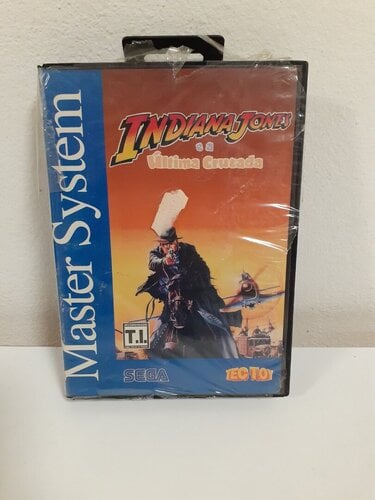 Master System
INDIANA JONES
e a
Última Cruzada
T.I.
SEGA
TEC TOY